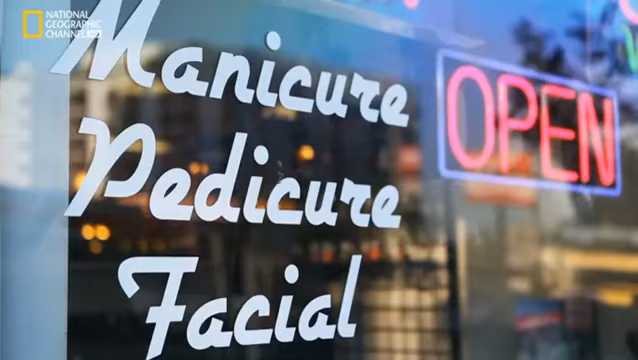 NATIONAL
GEOGRAPHIC
CHANNEL
Manicure
Pedicure
Facial
OPEN